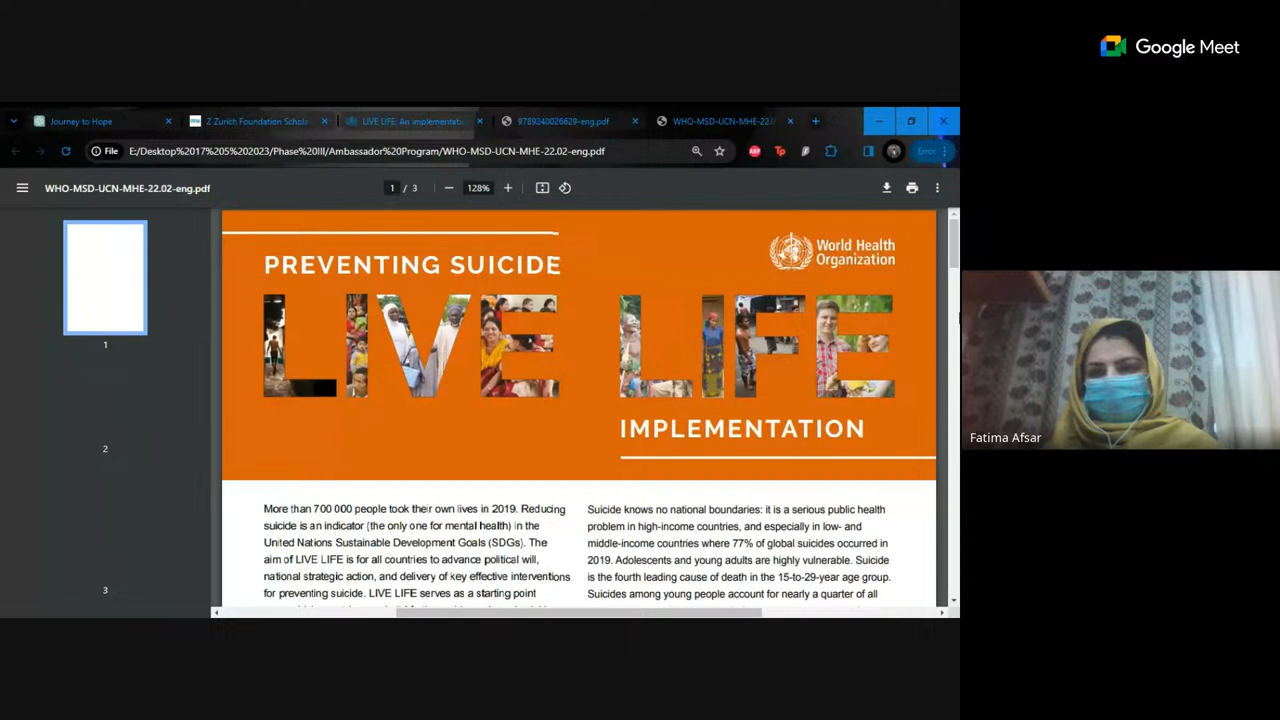 Google Meet
Journey to Hope
Z Zurich Foundation Schola
LIVE LIFE: An implementatio
9789240026629-eng.pdf
WHO-MSD-UCN-MHE-22.0
File
E:/Desktop%2017%205%202023/Phase%20III/Ambassador%20Program/WHO-MSD-UCN-MHE-22.02-eng.pdf
Error
WHO-MSD-UCN-MHE-22.02-eng.pdf
1 / 3
128%
1
2
3
PREVENTING SUICIDE
World Health
Organization
LIVE LIFE
IMPLEMENTATION
More than 700 000 people took their own lives in 2019. Reducing
suicide is an indicator (the only one for mental health) in the
United Nations Sustainable Development Goals (SDGs). The
aim of LIVE LIFE is for all countries to advance political will,
national strategic action, and delivery of key effective interventions
for preventing suicide. LIVE LIFE serves as a starting point
Suicide knows no national boundaries: it is a serious public health
problem in high-income countries, and especially in low- and
middle-income countries where 77% of global suicides occurred in
2019. Adolescents and young adults are highly vulnerable. Suicide
is the fourth leading cause of death in the 15-to-29-year age group.
Suicides among young people account for nearly a quarter of all
Fatima Afsar